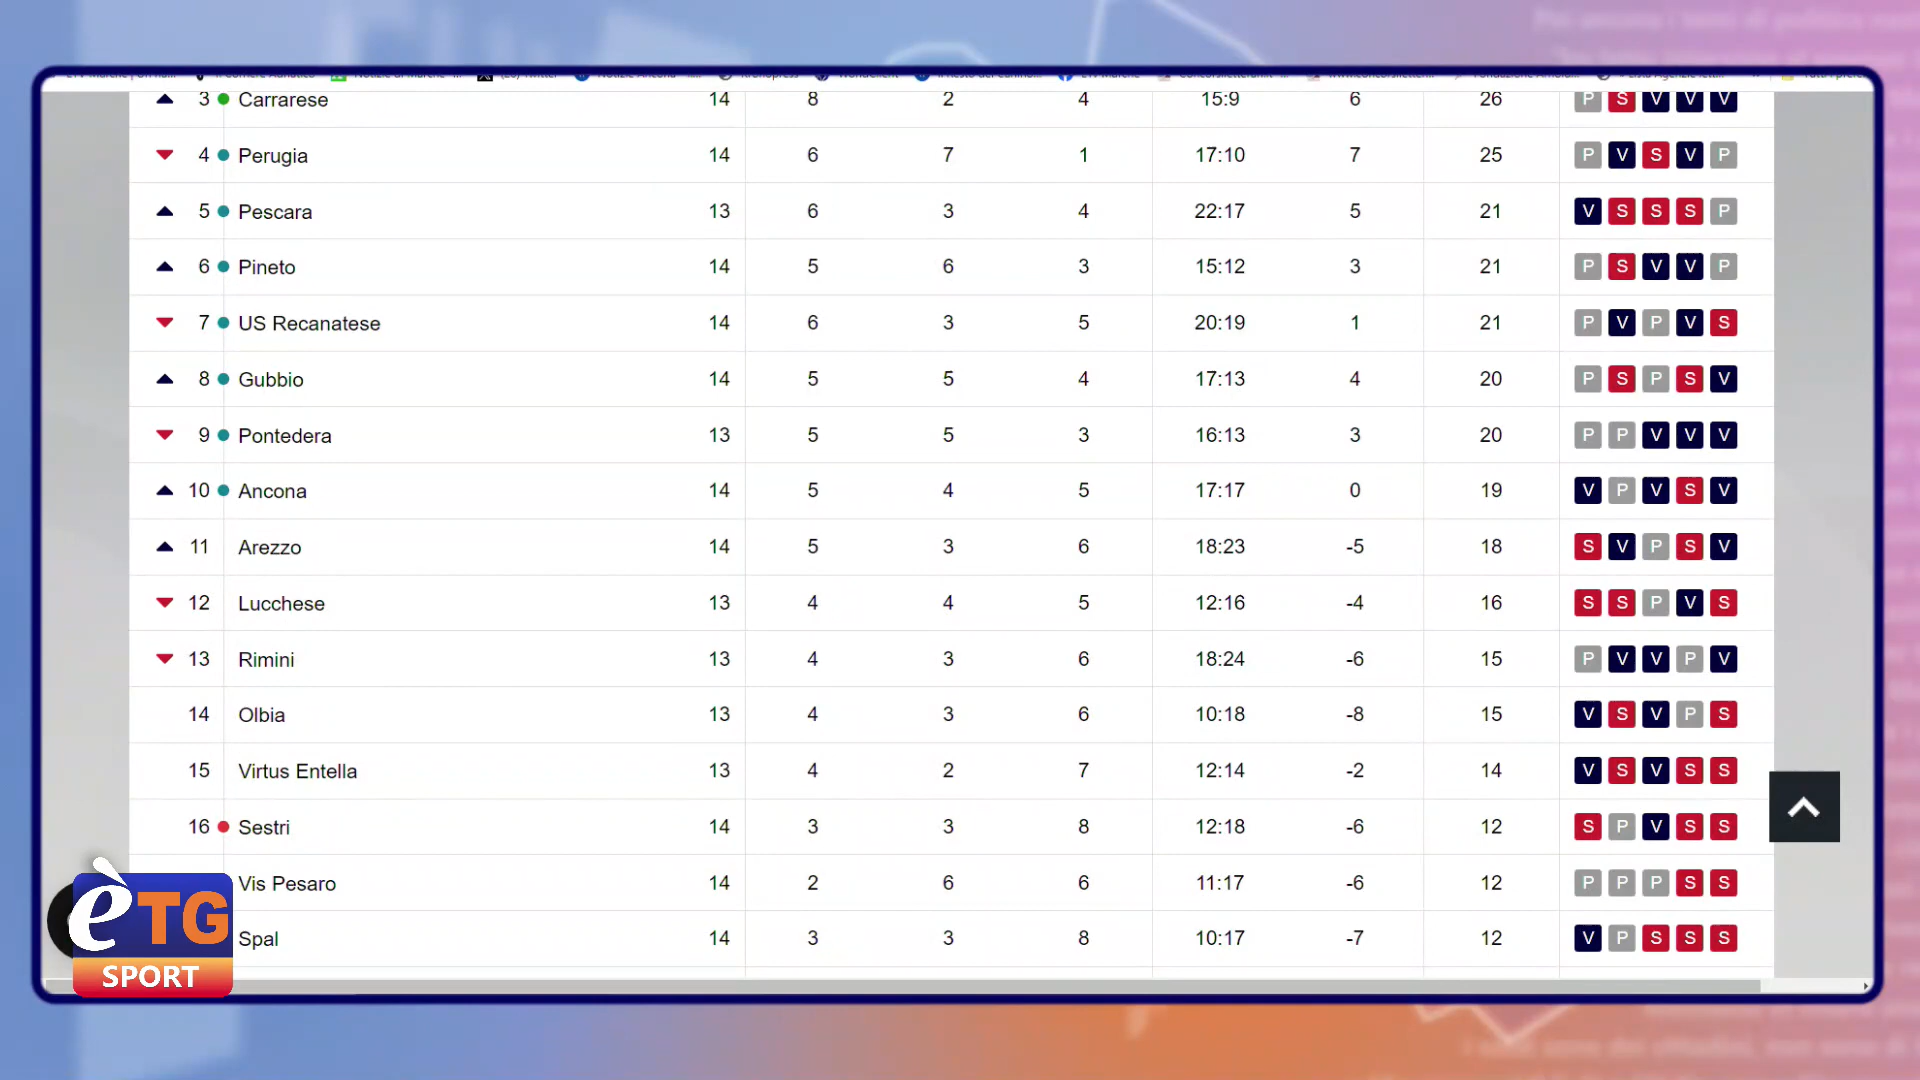 3 Carrarese 14 8 2 4 15:9 6 26 P S V V V
4 Perugia 14 6 7 1 17:10 7 25 P V S V P
5 Pescara 13 6 3 4 22:17 5 21 V S S S P
6 Pineto 14 5 6 3 15:12 3 21 P S V V P
7 US Recanatese 14 6 3 5 20:19 1 21 P V P V S
8 Gubbio 14 5 5 4 17:13 4 20 P S P S V
9 Pontedera 13 5 5 3 16:13 3 20 P P V V V
10 Ancona 14 5 4 5 17:17 0 19 V P V S V
11 Arezzo 14 5 3 6 18:23 -5 18 S V P S V
12 Lucchese 13 4 4 5 12:16 -4 16 S S P V S
13 Rimini 13 4 3 6 18:24 -6 15 P V V P V
14 Olbia 13 4 3 6 10:18 -8 15 V S V P S
15 Virtus Entella 13 4 2 7 12:14 -2 14 V S V S S
16 Sestri 14 3 3 8 12:18 -6 12 S P V S S
Vis Pesaro 14 2 6 6 11:17 -6 12 P P P S S
Spal 14 3 3 8 10:17 -7 12 V P S S S
è TG
SPORT